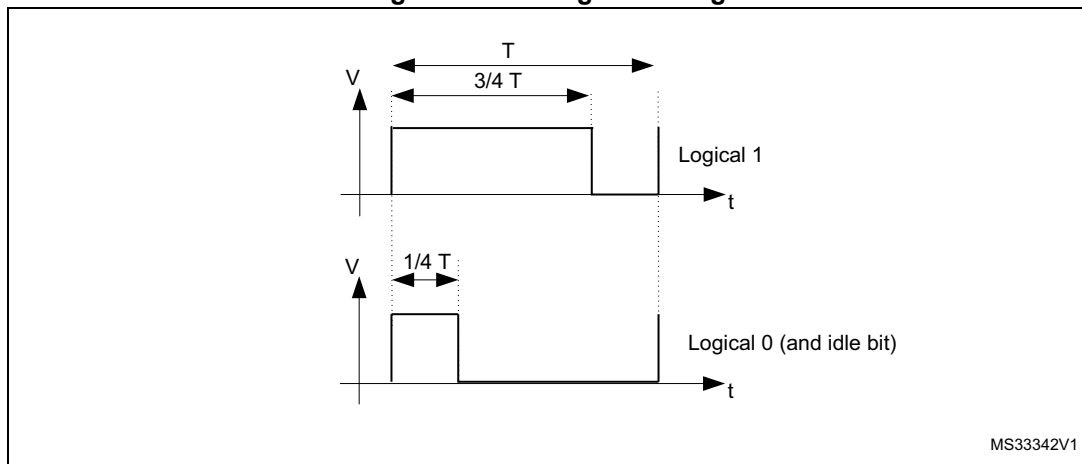 T
V
3/4 T
Logical 1
t
V
1/4 T
Logical 0 (and idle bit)
t
MS33342V1